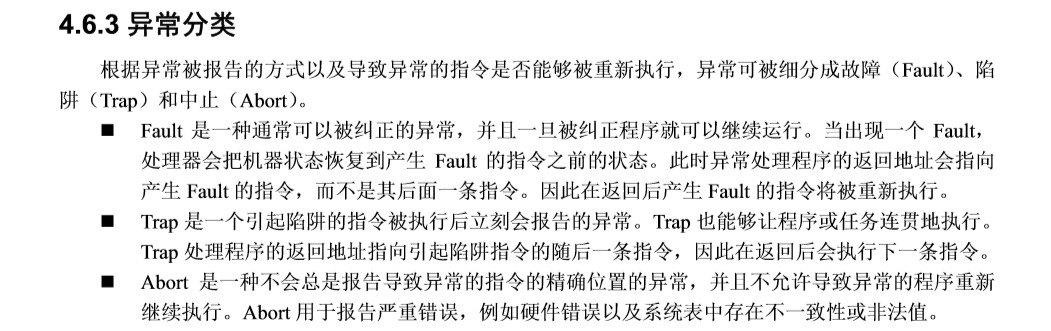 4.6.3 异常分类
根据异常被报告的方式以及导致异常的指令是否能够被重新执行，异常可被细分成故障（Fault）、陷
阱（Trap）和中止（Abort）。
■ Fault 是一种通常可以被纠正的异常，并且一旦被纠正程序就可以继续运行。当出现一个 Fault，
处理器会把机器状态恢复到产生 Fault 的指令之前的状态。此时异常处理程序的返回地址会指向
产生 Fault 的指令，而不是其后面一条指令。因此在返回后产生 Fault 的指令将被重新执行。
■ Trap 是一个引起陷阱的指令被执行后立刻会报告的异常。Trap 也能够让程序或任务连贯地执行。
Trap 处理程序的返回地址指向引起陷阱指令的随后一条指令，因此在返回后会执行下一条指令。
■ Abort 是一种不会总是报告导致异常的指令的精确位置的异常，并且不允许导致异常的程序重新
继续执行。Abort 用于报告严重错误，例如硬件错误以及系统表中存在不一致性或非法值。